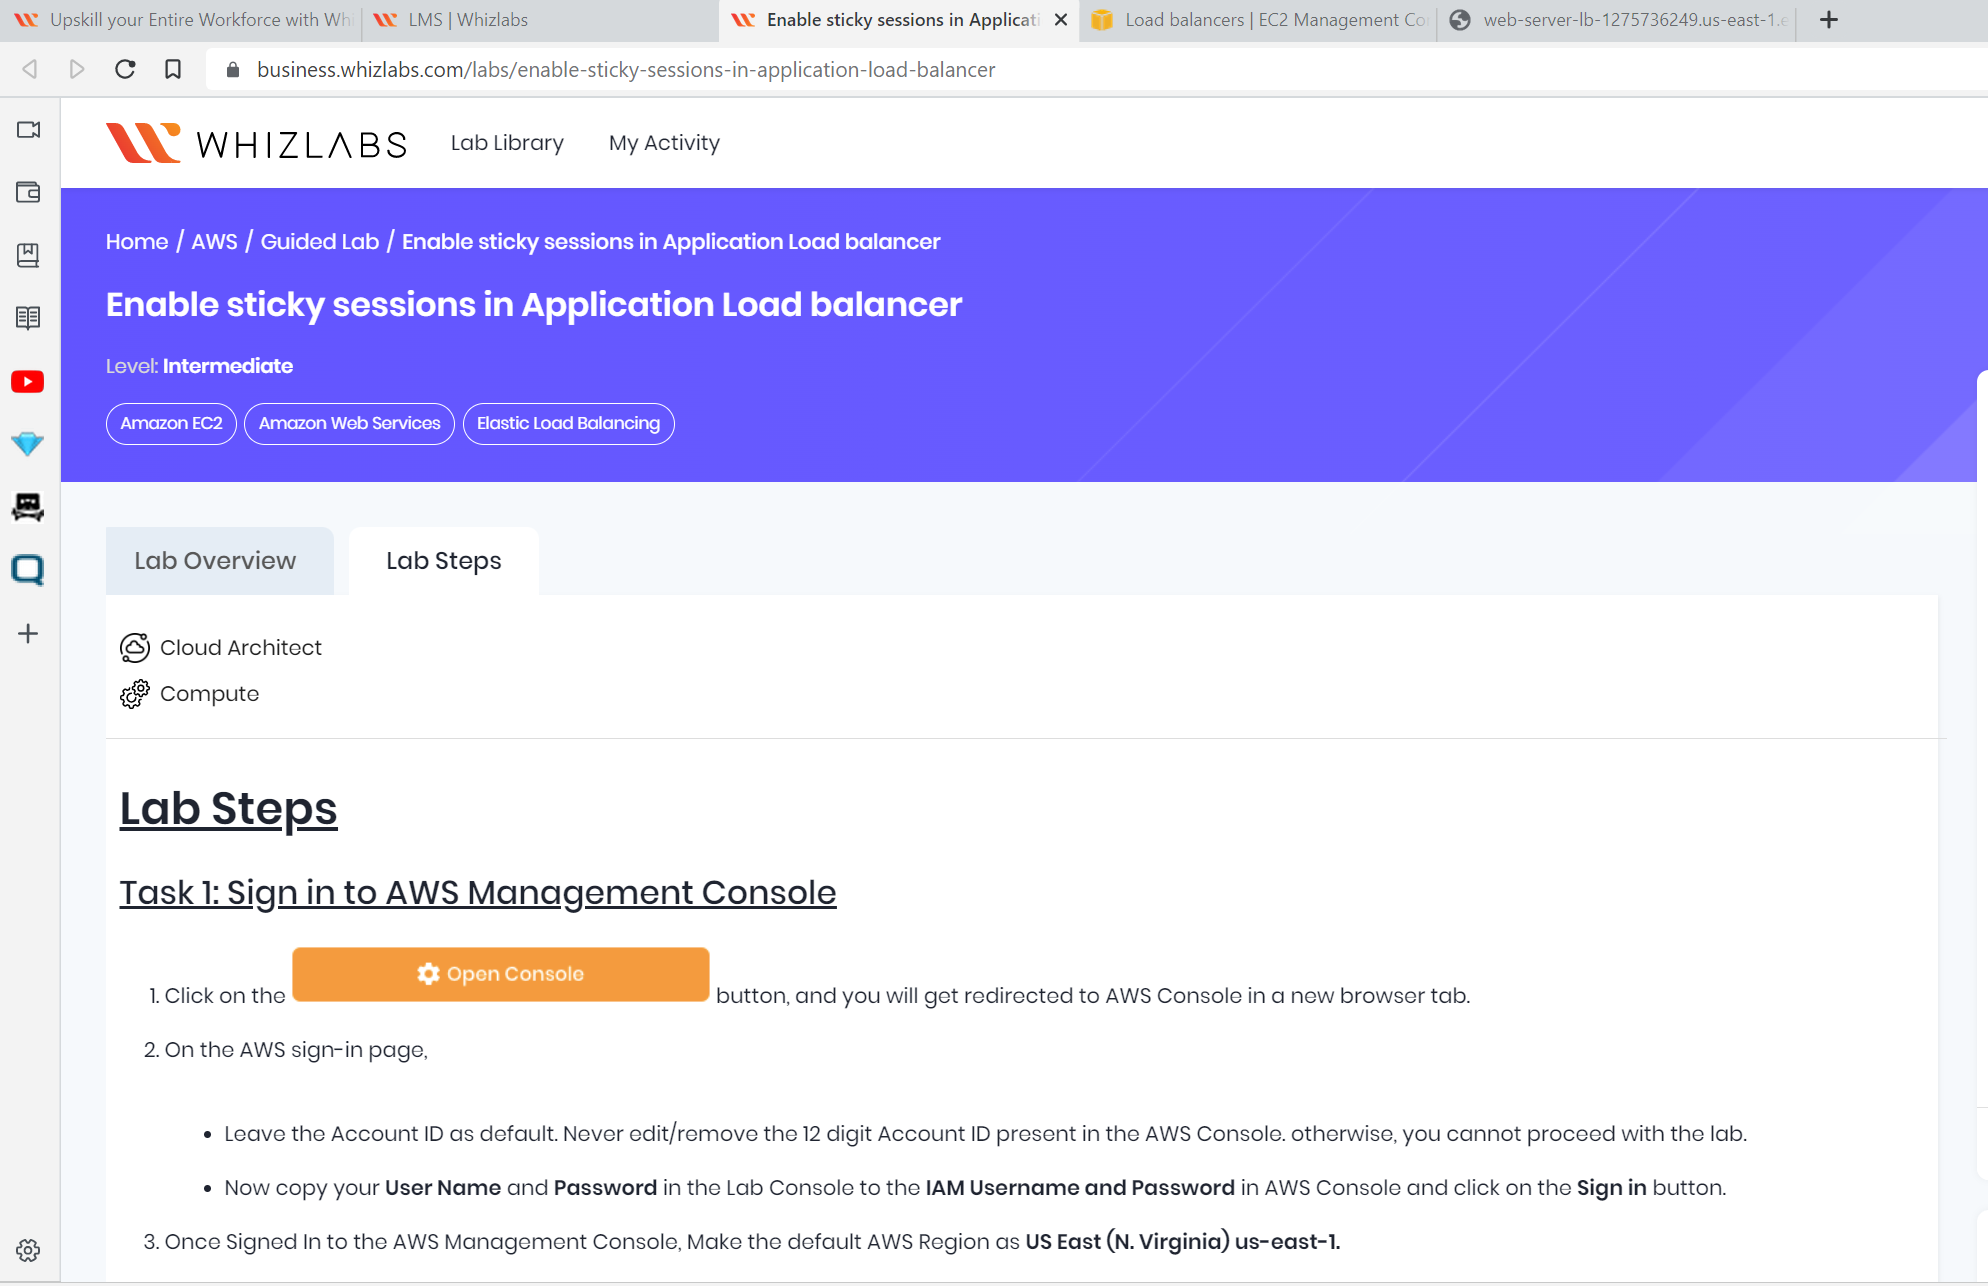 Upskill your Entire Workforce with Whi
LMS | Whizlabs
Enable sticky sessions in Applicati
Load balancers | EC2 Management Co
web-server-lb-1275736249.us-east-1.e
business.whizlabs.com/labs/enable-sticky-sessions-in-application-load-balancer
WHIZLABS
Lab Library
My Activity
Home / AWS / Guided Lab / Enable sticky sessions in Application Load balancer
Enable sticky sessions in Application Load balancer
Level: Intermediate
Amazon EC2
Amazon Web Services
Elastic Load Balancing
Lab Overview
Lab Steps
Cloud Architect
Compute
Lab Steps
Task 1: Sign in to AWS Management Console
1. Click on the Open Console button, and you will get redirected to AWS Console in a new browser tab.
2. On the AWS sign-in page,
• Leave the Account ID as default. Never edit/remove the 12 digit Account ID present in the AWS Console. otherwise, you cannot proceed with the lab.
• Now copy your User Name and Password in the Lab Console to the IAM Username and Password in AWS Console and click on the Sign in button.
3. Once Signed In to the AWS Management Console, Make the default AWS Region as US East (N. Virginia) us-east-1.